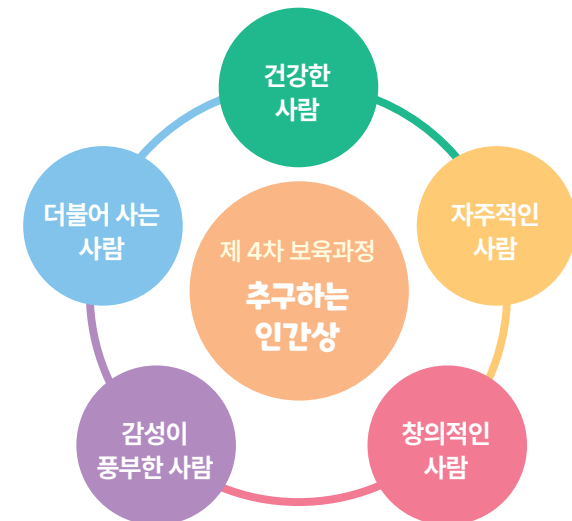 건강한
사람
자주적인
사람
창의적인
사람
감성이
풍부한 사람
더불어 사는
사람
제 4차 보육과정
추구하는
인간상